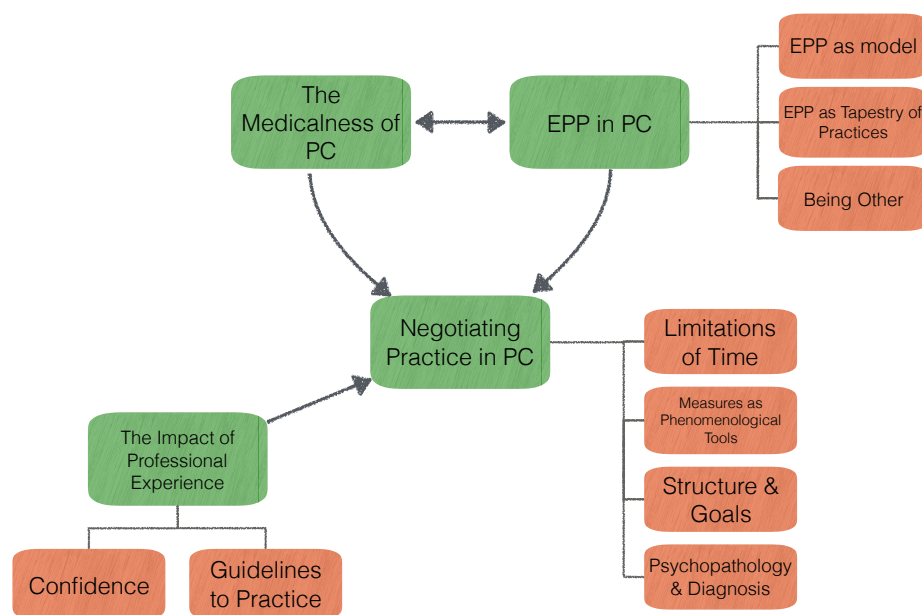 EPP as model
The
Medicalness of
PC
EPP in PC
EPP as Tapestry of
Practices
Being Other
Negotiating
Practice in PC
Limitations
of Time
Measures as
Phenomenological
Tools
The Impact of
Professional
Experience
Structure &
Goals
Confidence
Guidelines
to Practice
Psychopathology
& Diagnosis